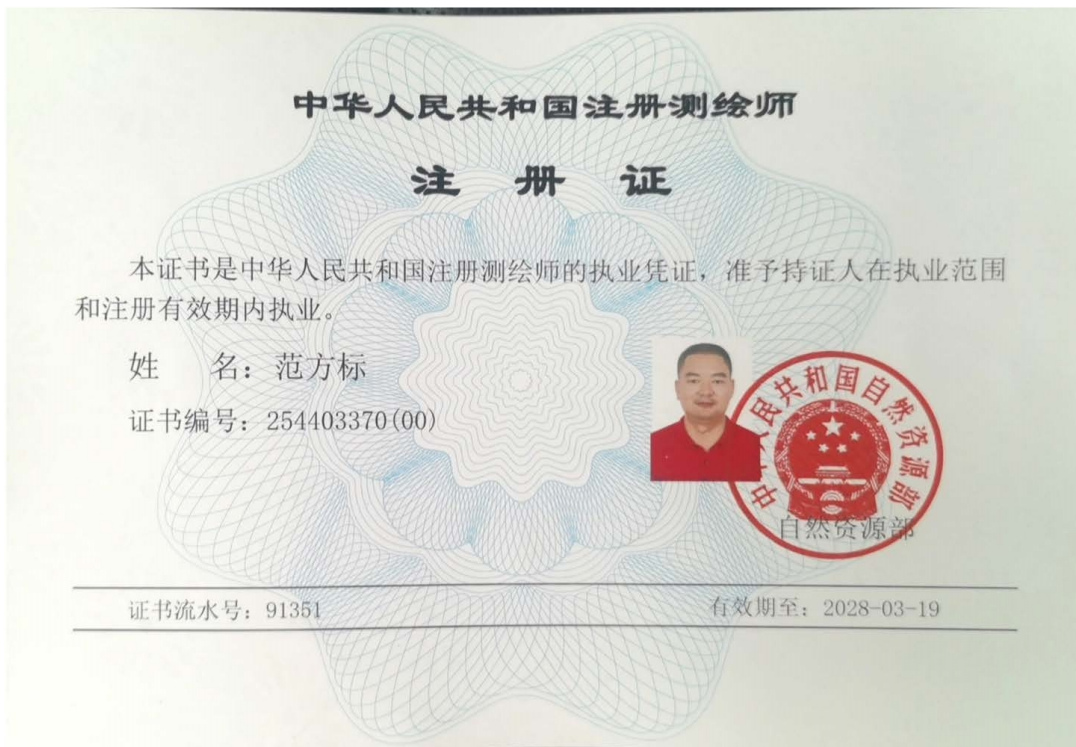 中华人民共和国注册测绘师
注 册 证
本证书是中华人民共和国注册测绘师的执业凭证，准予持证人在执业范围
和注册有效期内执业。
姓 名：范方标
证书编号：254403370(00)
中华人民共和国自然资源部
自然资源部
证书流水号：91351
有效期至：2028-03-19